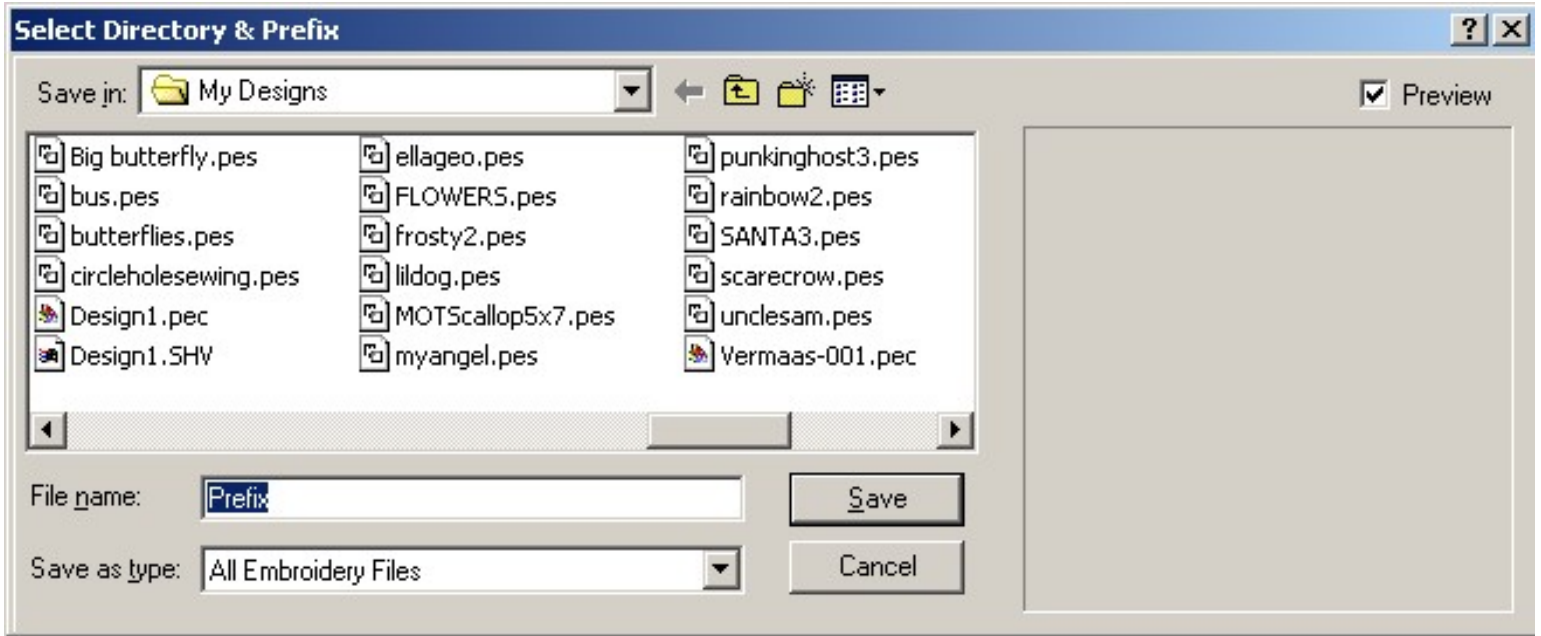 Select Directory & Prefix
Save in: My Designs
Preview
Big butterfly.pes
bus.pes
butterflies.pes
circleholesewing.pes
Design1.pec
Design1.SHV
ellageo.pes
FLOWERS.pes
frosty2.pes
lildog.pes
MOTScallop5x7.pes
myangel.pes
punkinghost3.pes
rainbow2.pes
SANTA3.pes
scarecrow.pes
unclesam.pes
Vermaas-001.pec
File name: Prefix
Save
Save as type: All Embroidery Files
Cancel